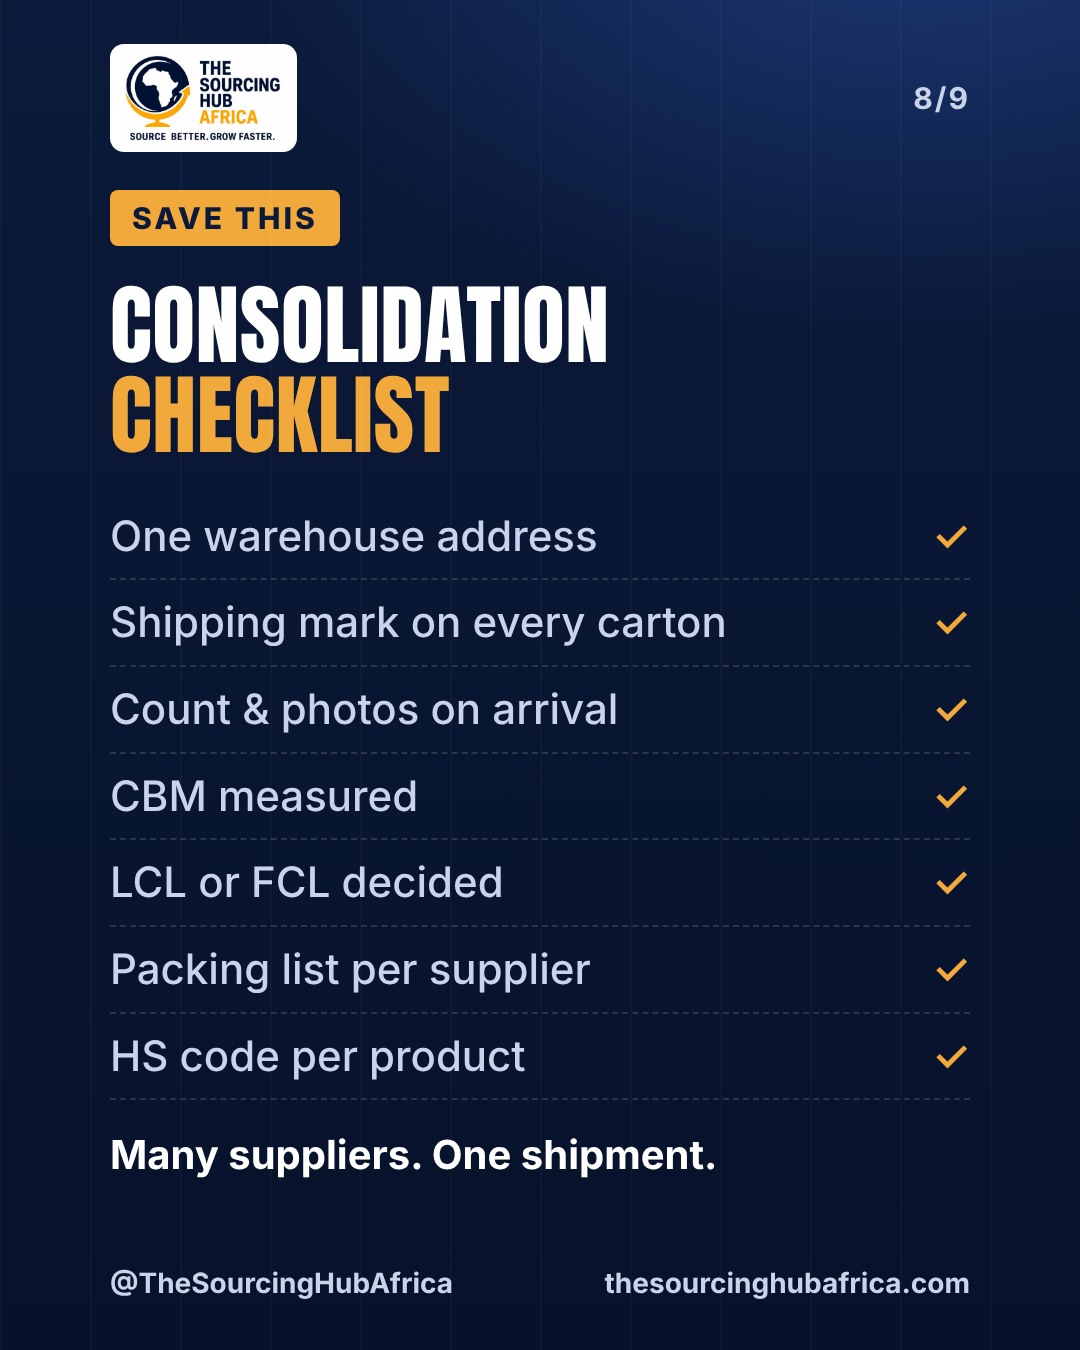 THE
SOURCING
HUB
AFRICA
SOURCE BETTER. GROW FASTER.
8/9
SAVE THIS
CONSOLIDATION
CHECKLIST
One warehouse address
Shipping mark on every carton
Count & photos on arrival
CBM measured
LCL or FCL decided
Packing list per supplier
HS code per product
Many suppliers. One shipment.
@TheSourcingHubAfrica
thesourcinghubafrica.com